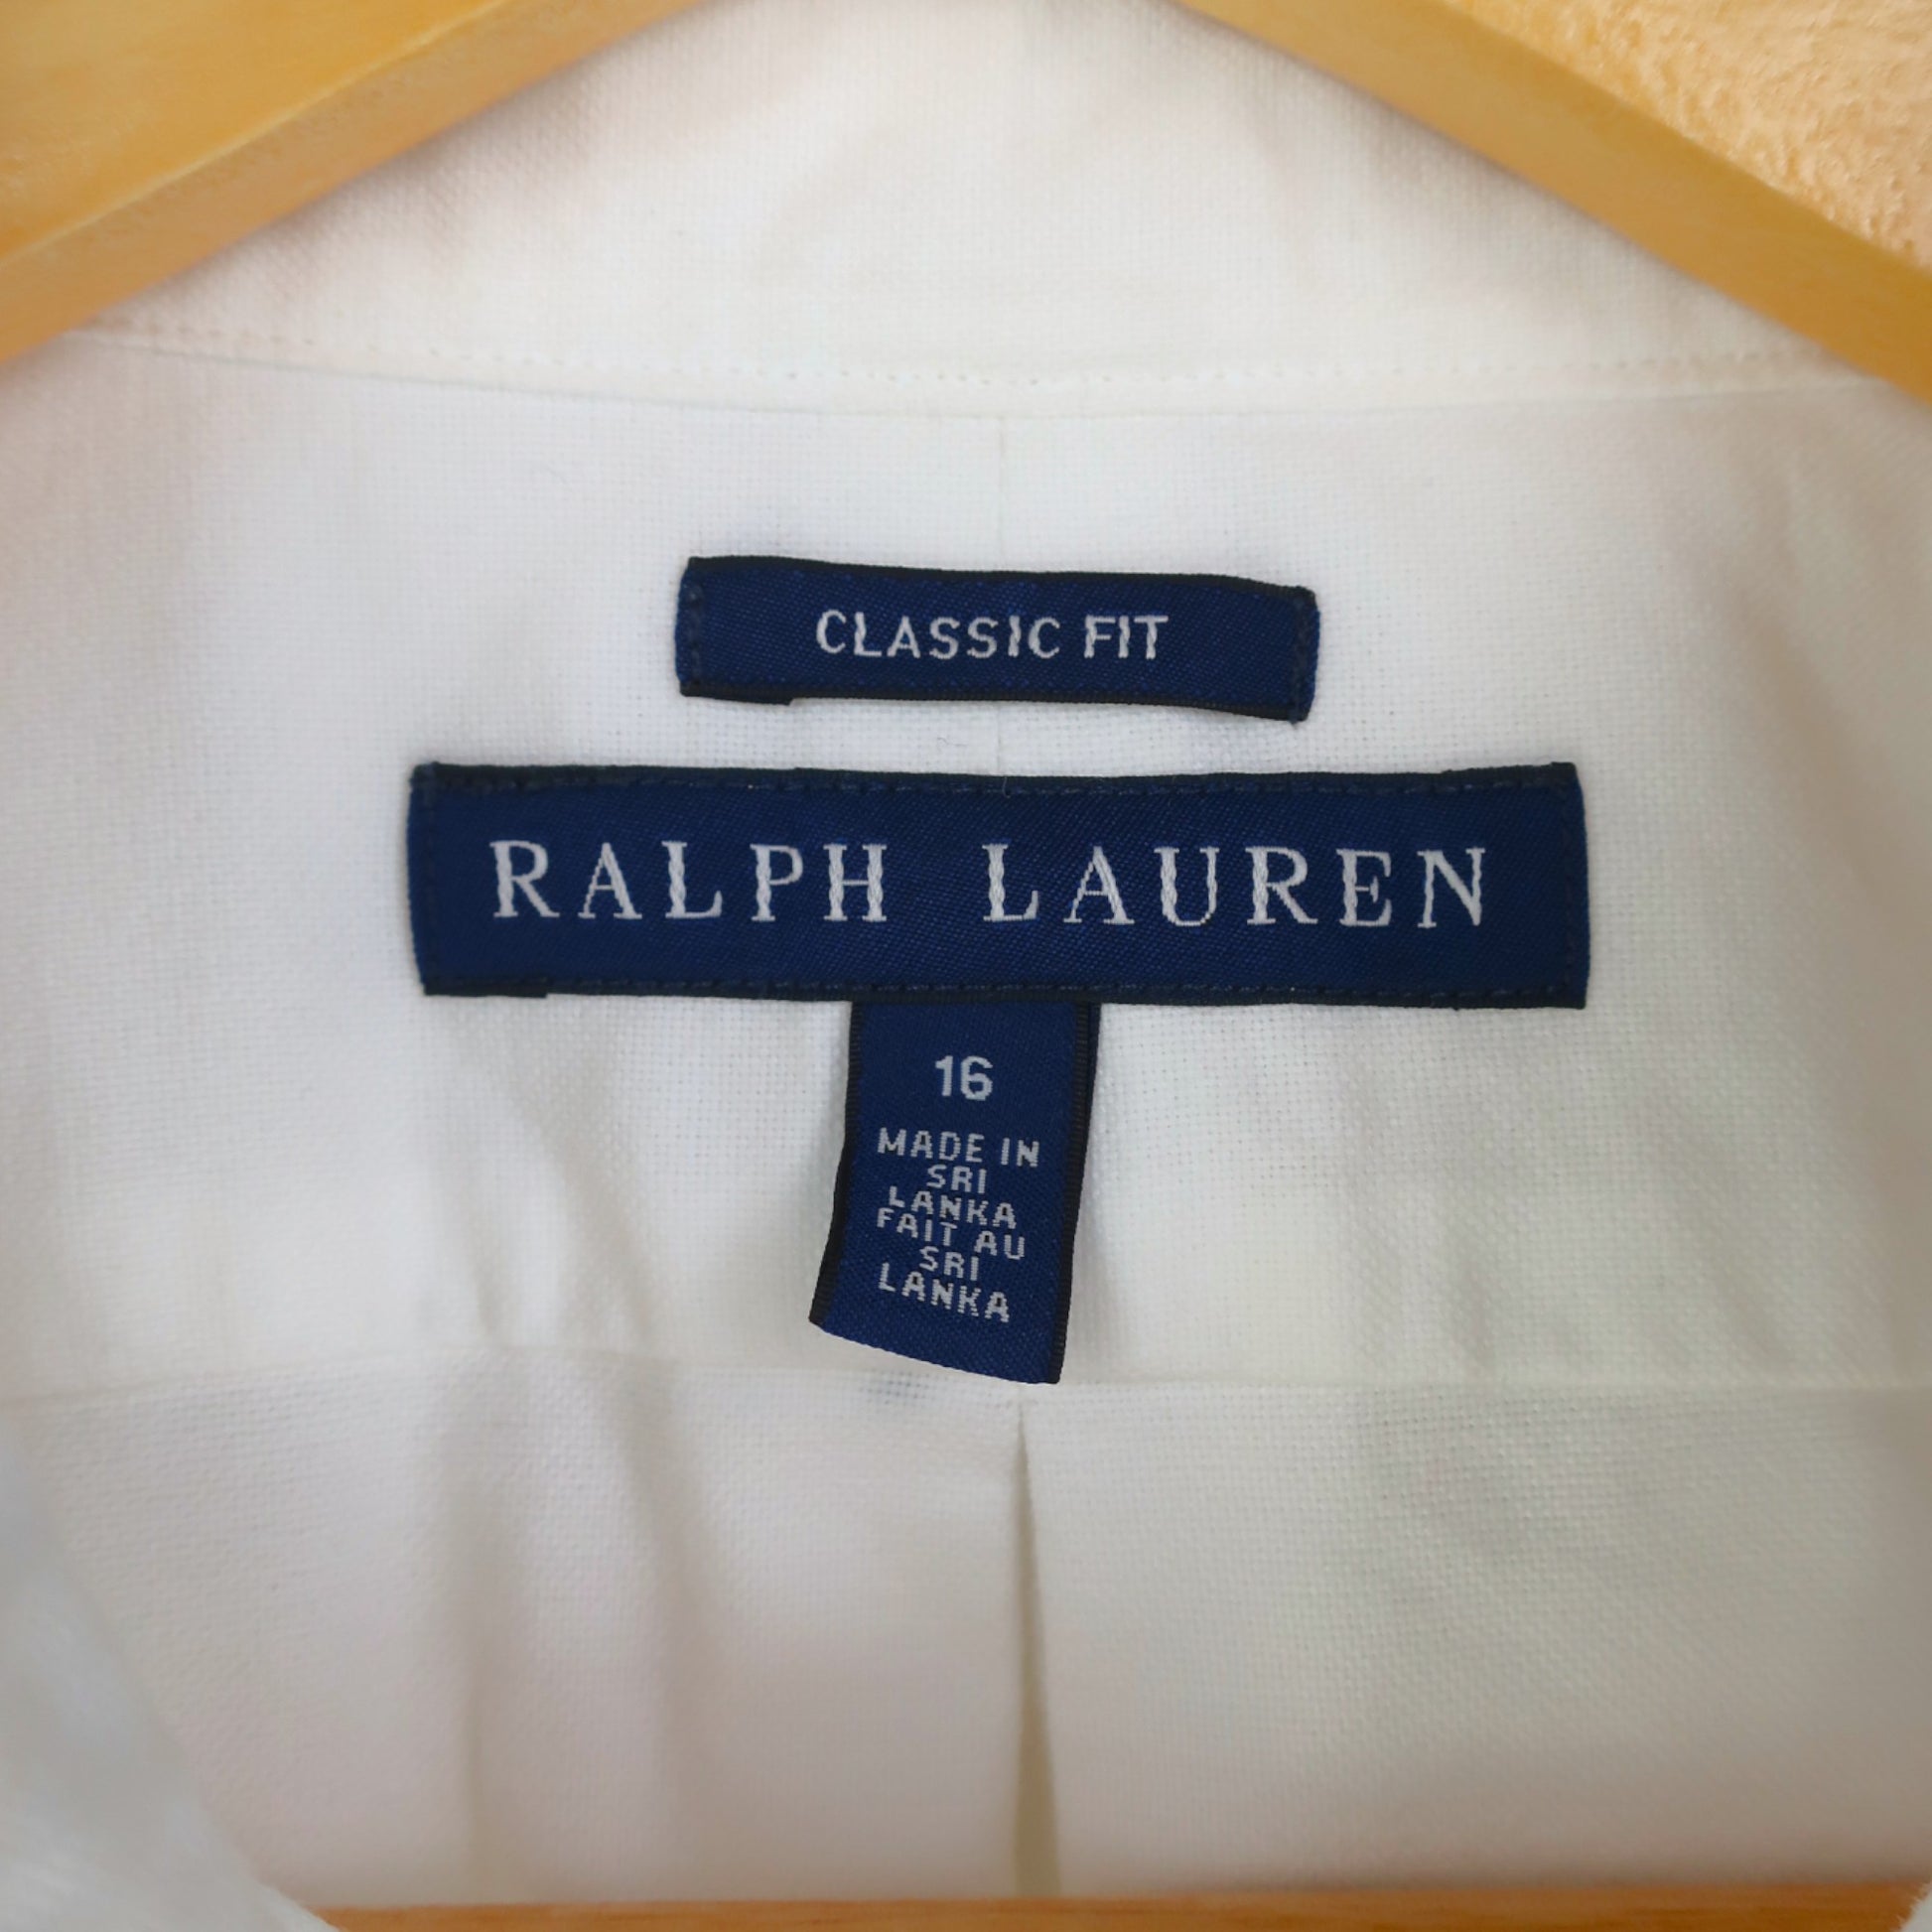 CLASSIC FIT
RALPH LAUREN
16
MADE IN
SRI
LANKA
FAIT AU
SRI
LANKA